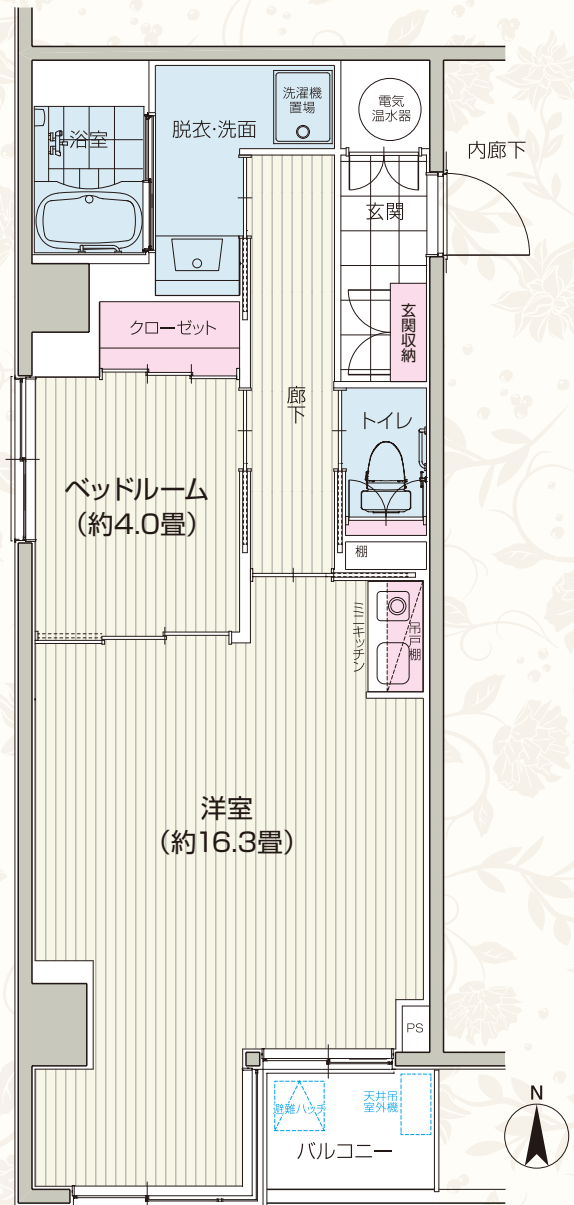 洗濯機
置場
電気
温水器
浴室
脱衣・洗面
内廊下
玄関
玄関収納
クローゼット
廊下
トイレ
ベッドルーム
(約4.0畳)
棚
ミニキッチン
吊戸棚
洋室
(約16.3畳)
PS
避難ハッチ
天井吊
室外機
バルコニー
N